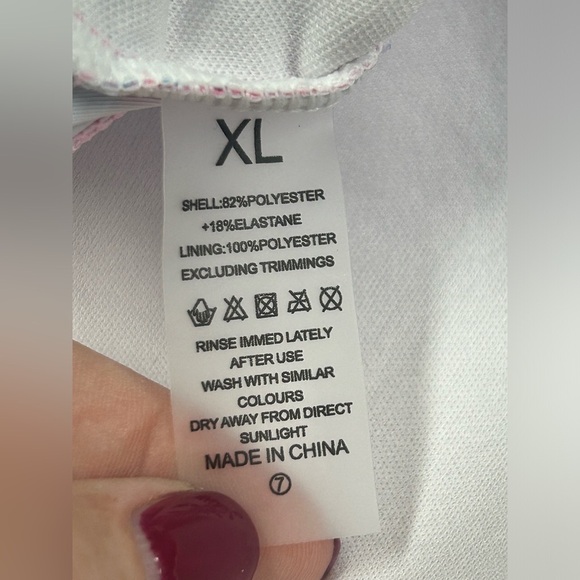 XL
SHELL:82%POLYESTER
+18%ELASTANE
LINING:100%POLYESTER
EXCLUDING TRIMMINGS
RINSE IMMED LATELY
AFTER USE
WASH WITH SIMILAR
COLOURS
DRY AWAY FROM DIRECT
SUNLIGHT
MADE IN CHINA
7